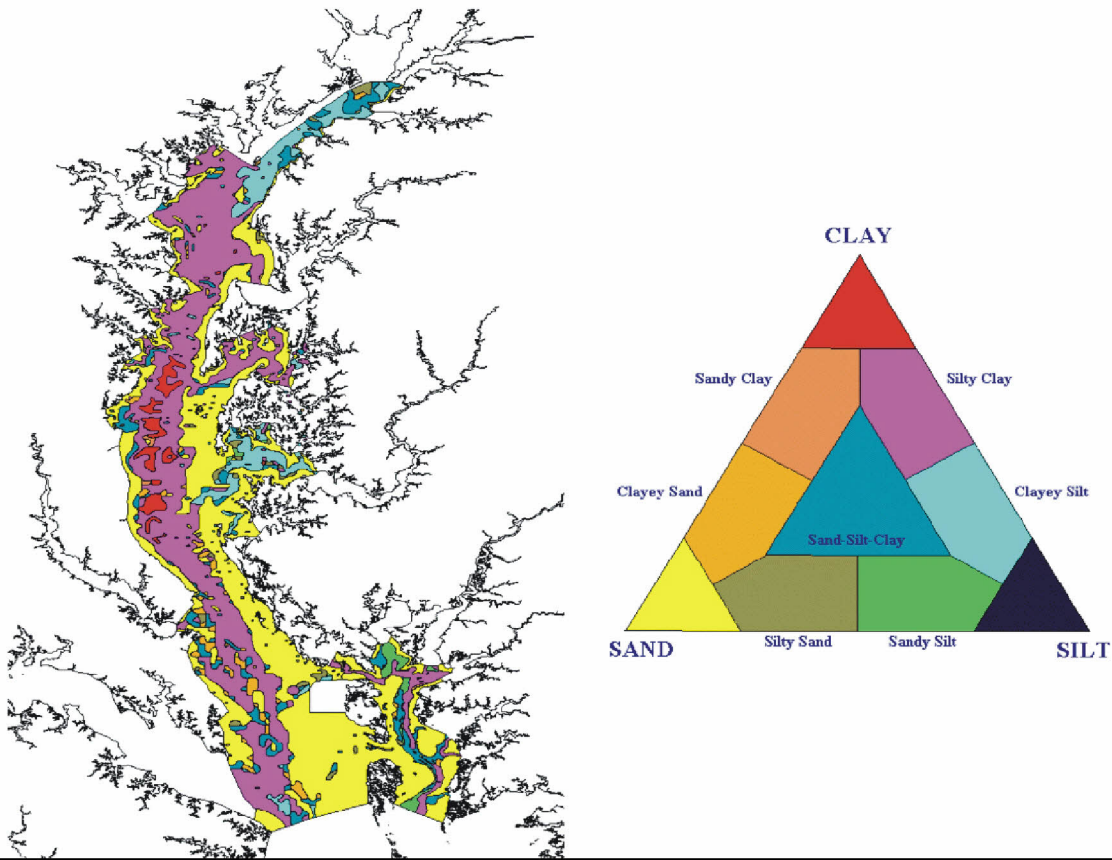 CLAY
Sandy Clay
Silty Clay
Clayey Sand
Clayey Silt
Sand-Silt-Clay
Silty Sand
Sandy Silt
SAND
SILT